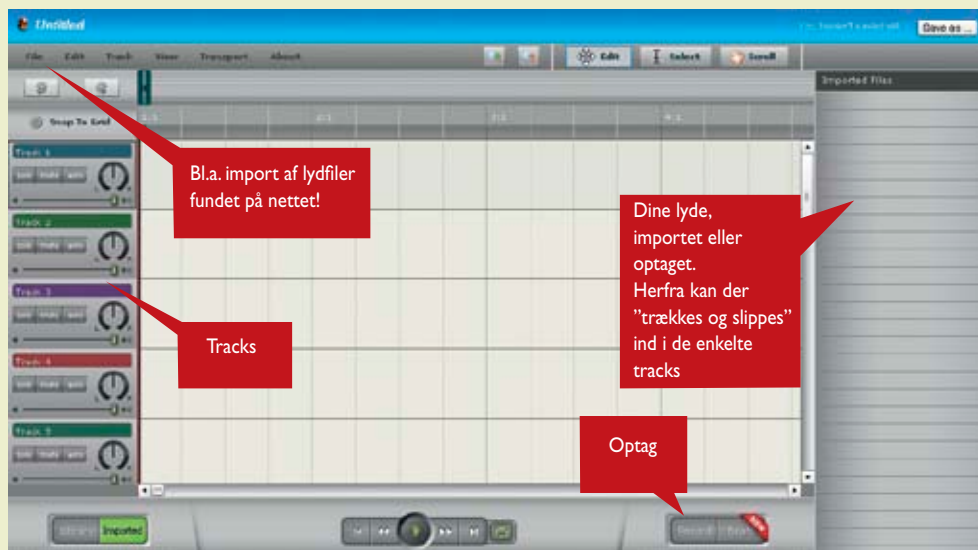 Untitled
Save as ...
File Edit Track View Transport About
Edit Select Scroll
Imported Files
Snap To Grid
Track 1
Bl.a. import af lydfiler
fundet på nettet!
Track 2
Dine lyde,
importet eller
optaget.
Herfra kan der
”trækkes og slippes”
ind i de enkelte
tracks
Track 3
Tracks
Track 4
Track 5
Optag
Library Imported
Record